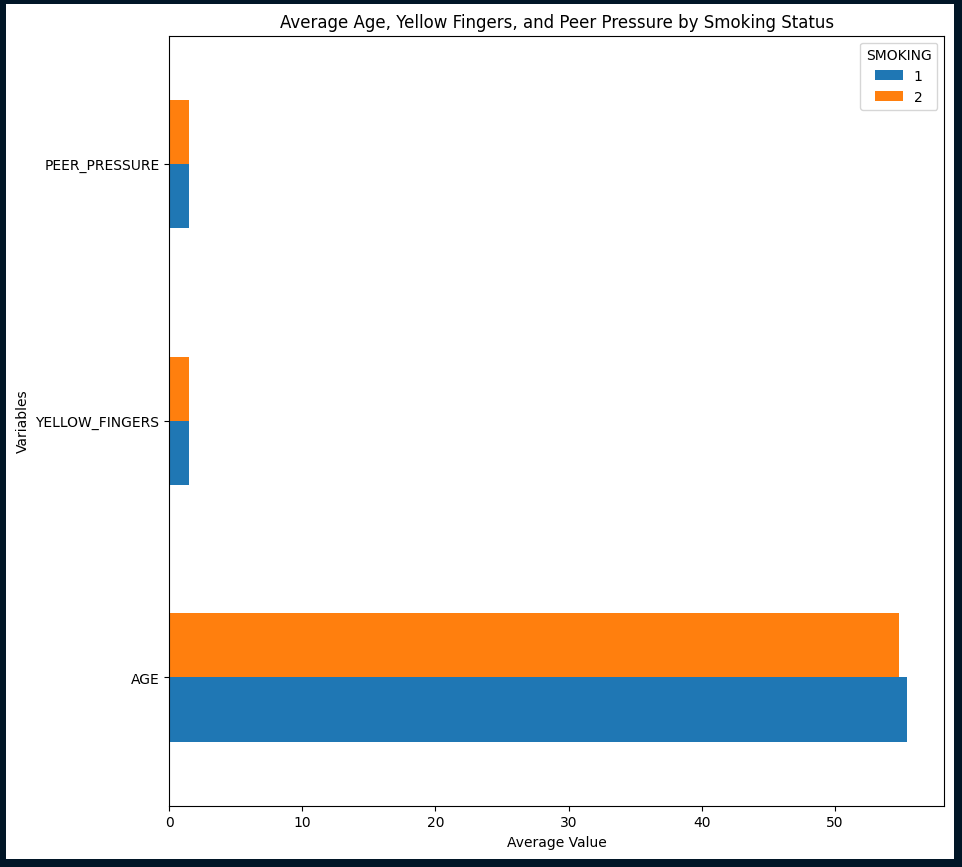 Average Age, Yellow Fingers, and Peer Pressure by Smoking Status
SMOKING
1
2
PEER_PRESSURE
YELLOW_FINGERS
AGE
Variables
0 10 20 30 40 50
Average Value